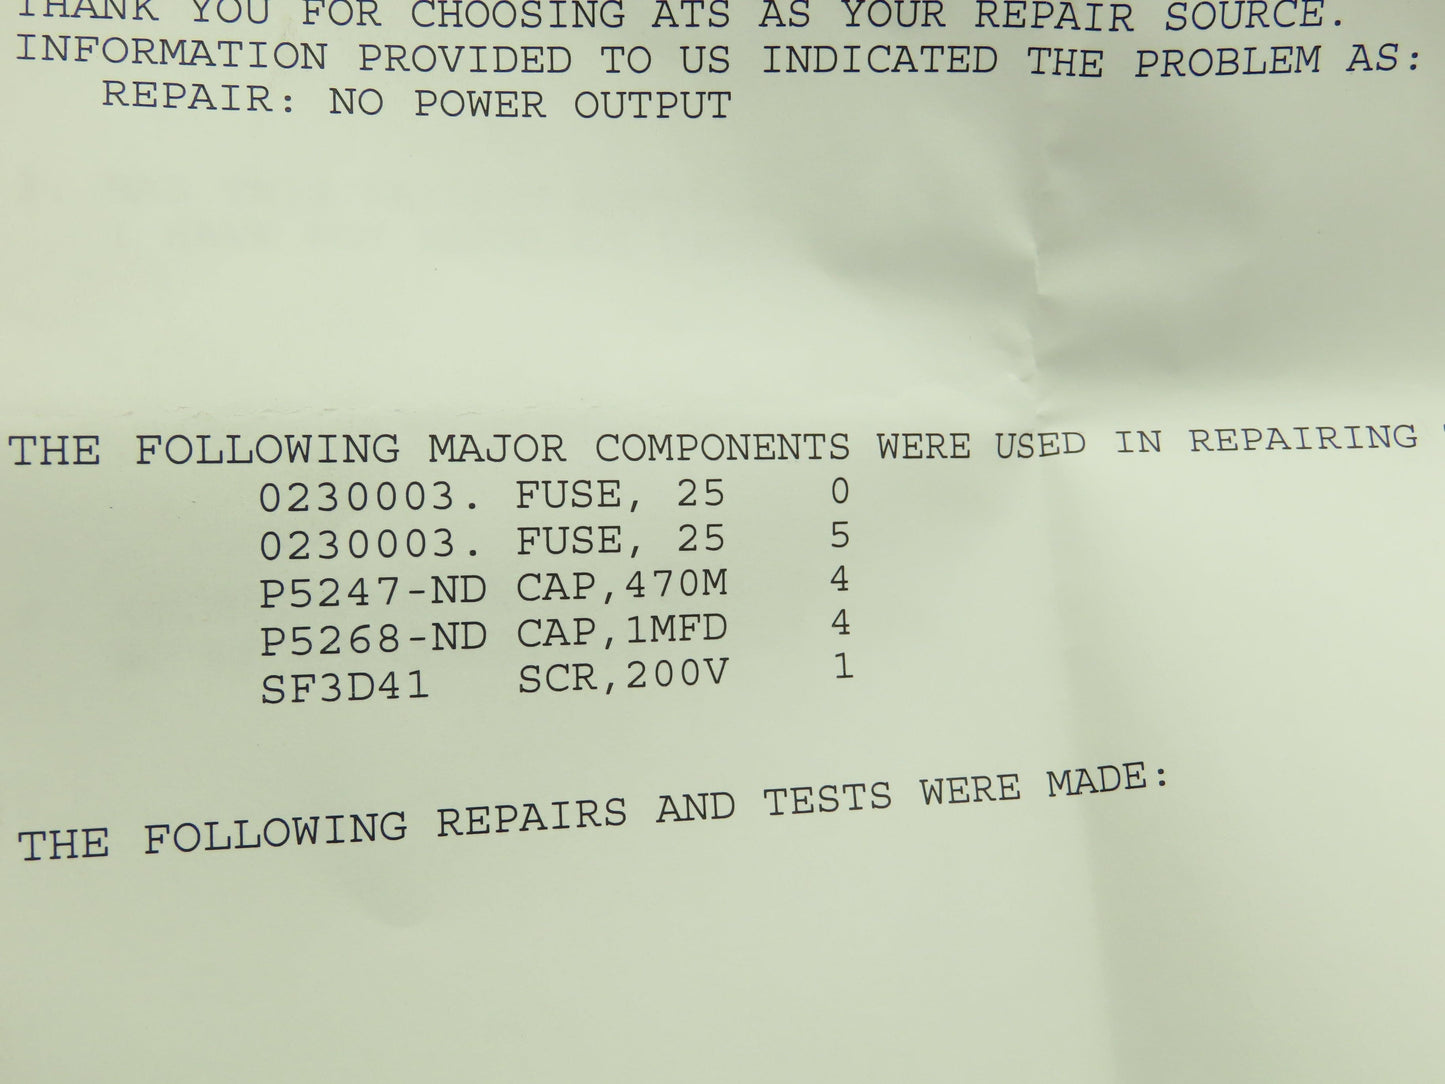 THANK YOU FOR CHOOSING ATS AS YOUR REPAIR SOURCE.
INFORMATION PROVIDED TO US INDICATED THE PROBLEM AS:
REPAIR: NO POWER OUTPUT
THE FOLLOWING MAJOR COMPONENTS WERE USED IN REPAIRING
0230003. FUSE, 25 0
0230003. FUSE, 25 5
P5247-ND CAP,470M 4
P5268-ND CAP,1MFD 4
SF3D41 SCR,200V 1
THE FOLLOWING REPAIRS AND TESTS WERE MADE: